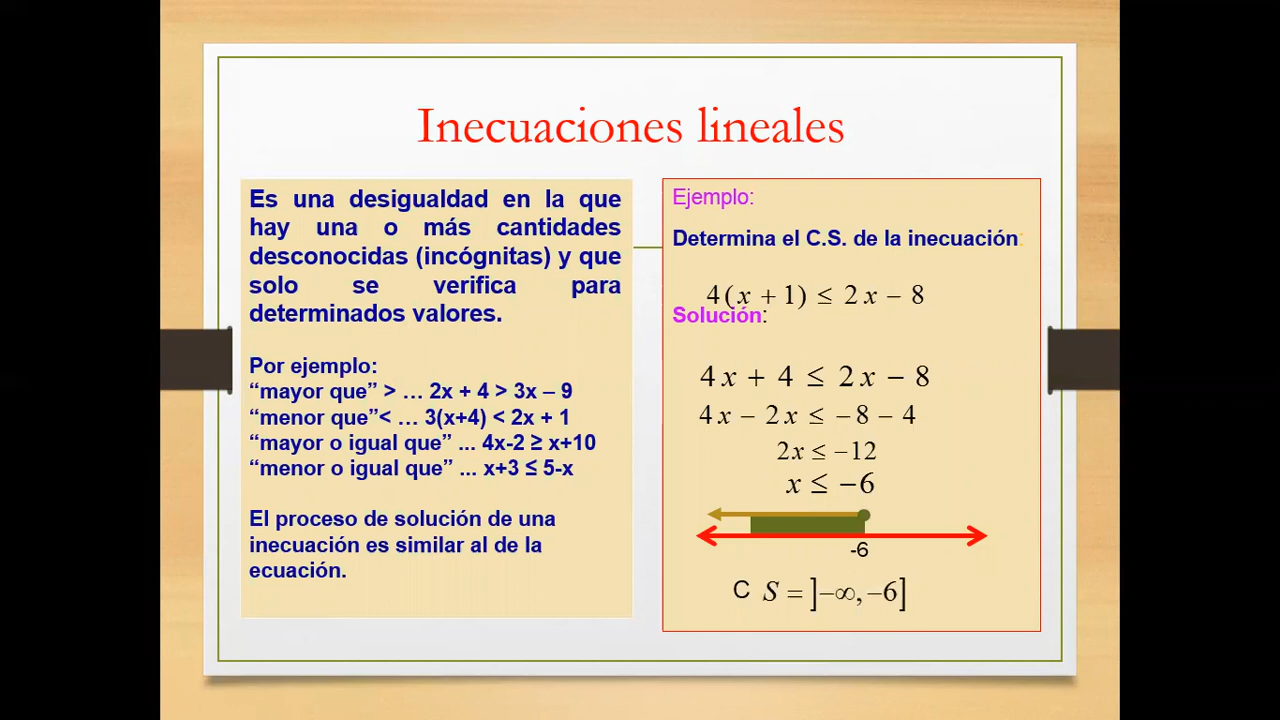 Inecuaciones lineales
Es una desigualdad en la que
hay una o más cantidades
desconocidas (incógnitas) y que
solo se verifica para
determinados valores.
Por ejemplo:
“mayor que” > … 2x + 4 > 3x – 9
“menor que”< … 3(x+4) < 2x + 1
“mayor o igual que” ... 4x-2 ≥ x+10
“menor o igual que” ... x+3 ≤ 5-x
El proceso de solución de una
inecuación es similar al de la
ecuación.
Ejemplo:
Determina el C.S. de la inecuación:
4(x + 1) ≤ 2x − 8
Solución:
4x + 4 ≤ 2x − 8
4x − 2x ≤ −8 − 4
2x ≤ −12
x ≤ −6
-6
C S = ]−∞, −6]